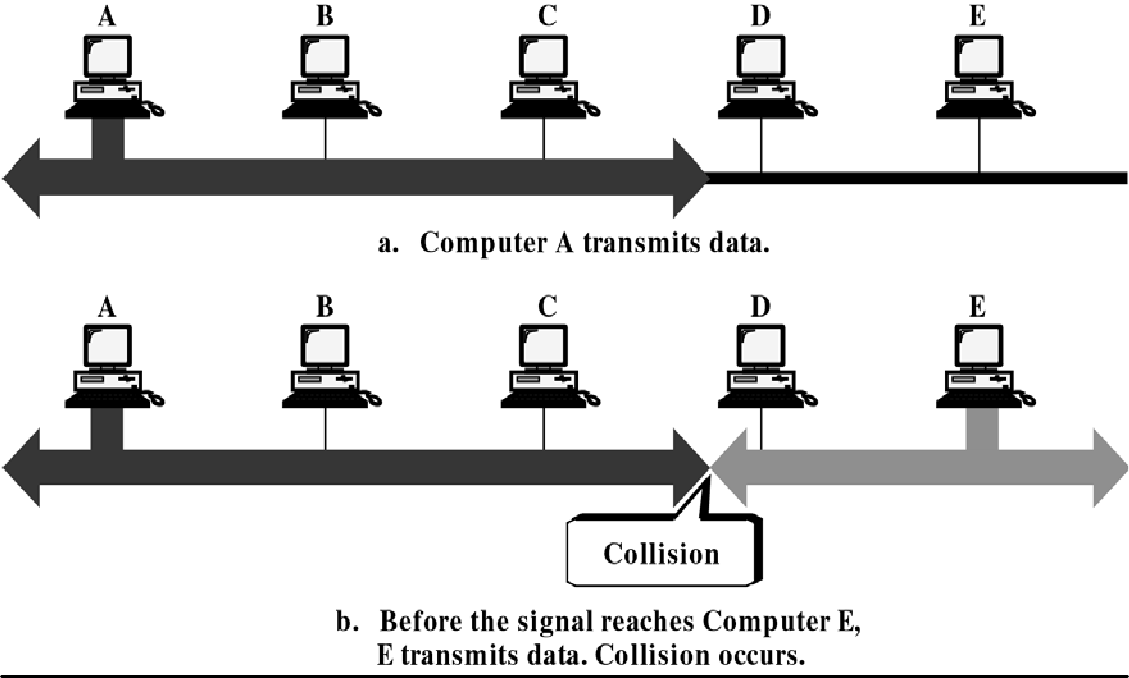 A B C D E
a. Computer A transmits data.
A B C D E
Collision
b. Before the signal reaches Computer E,
E transmits data. Collision occurs.